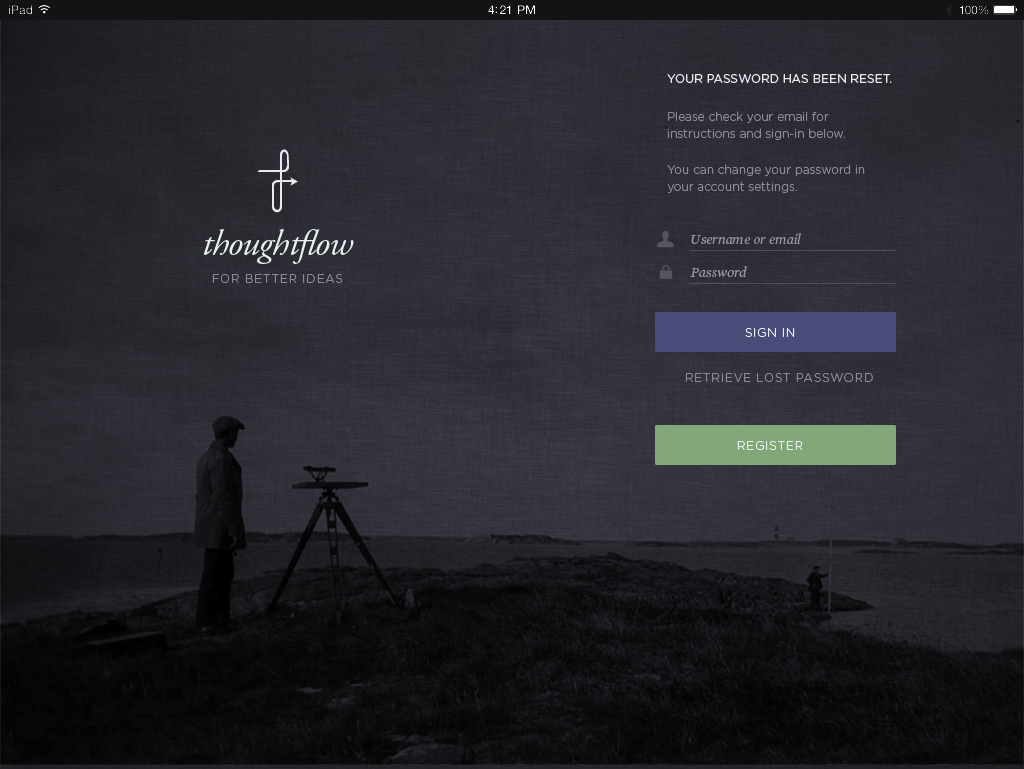 iPad 4:21 PM 100%
YOUR PASSWORD HAS BEEN RESET.
Please check your email for
instructions and sign-in below.
You can change your password in
your account settings.
thoughtflow
FOR BETTER IDEAS
Username or email
Password
SIGN IN
RETRIEVE LOST PASSWORD
REGISTER